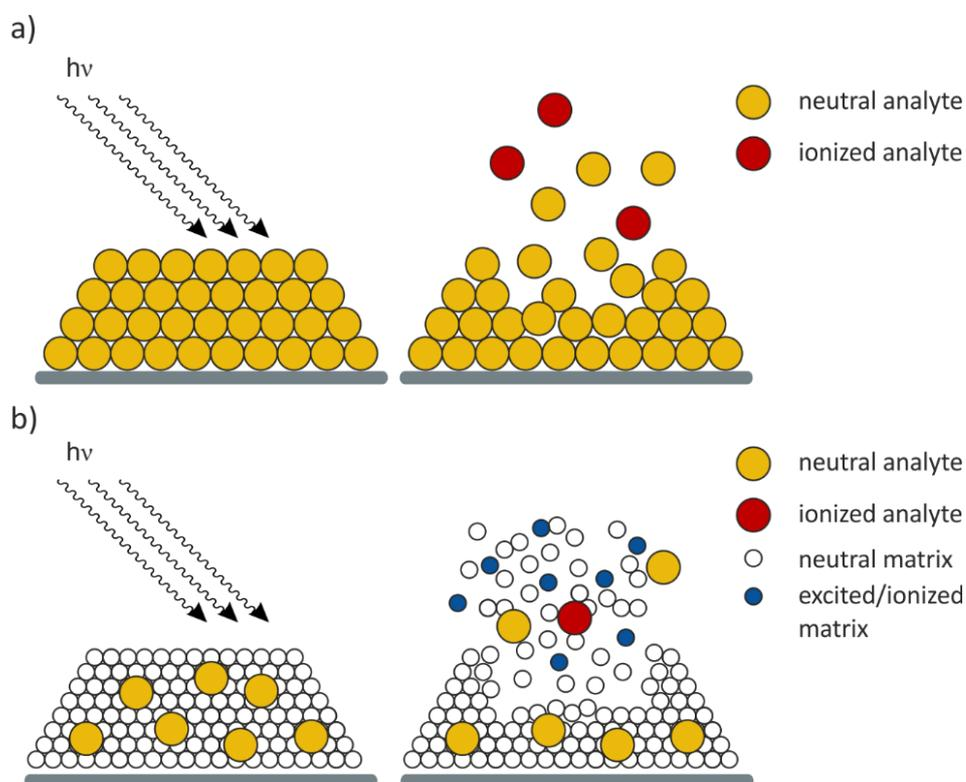 a)
hν
neutral analyte
ionized analyte
b)
hν
neutral analyte
ionized analyte
neutral matrix
excited/ionized
matrix